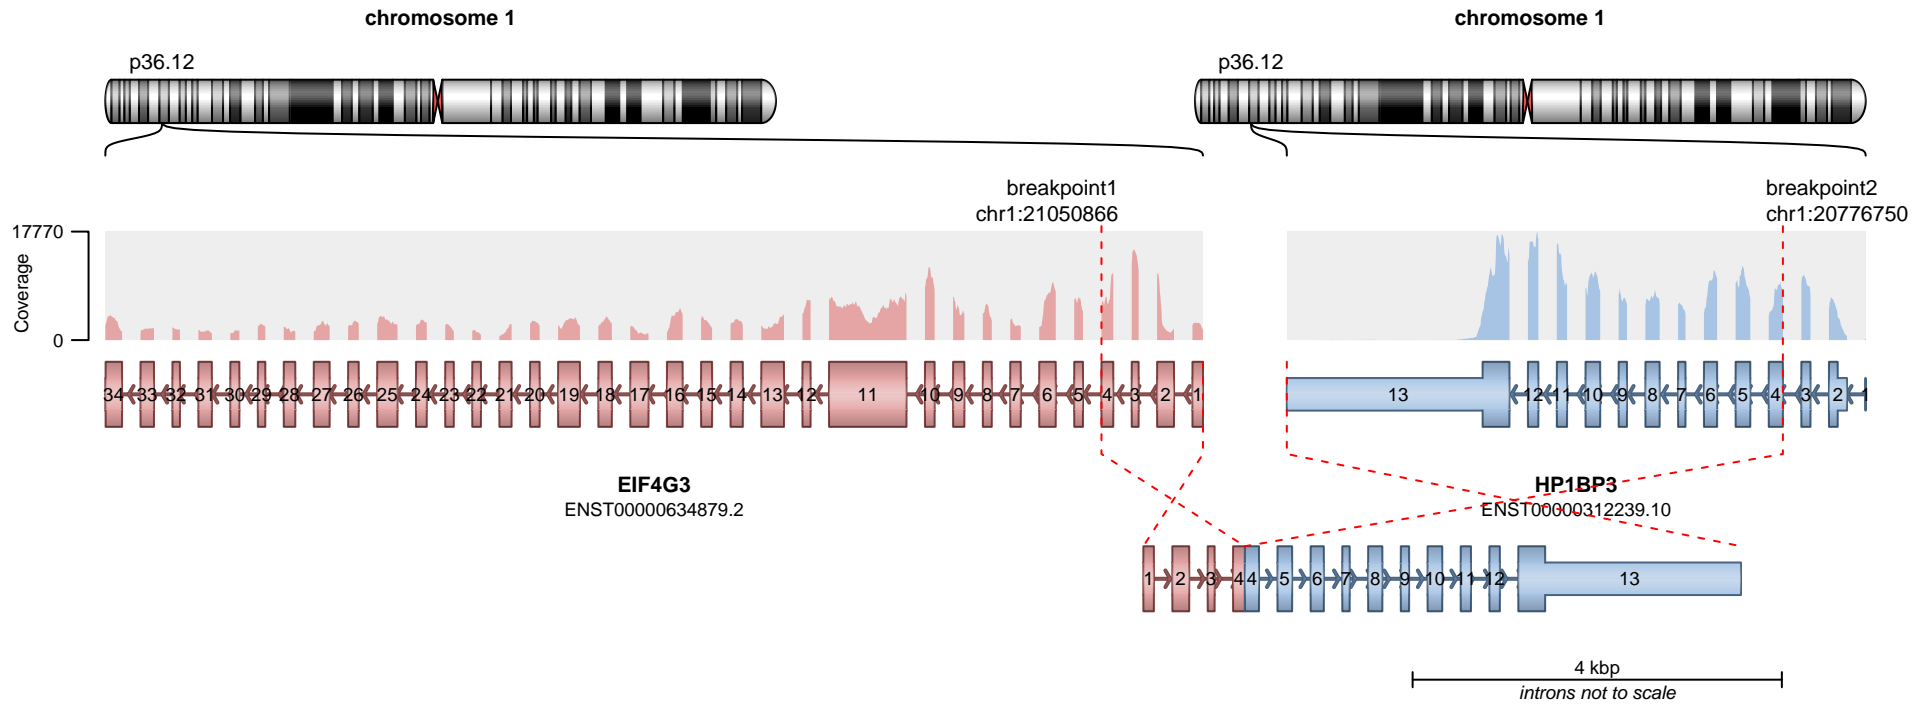 chromosome 1
chromosome 1
p36.12
p36.12
breakpoint1
chr1:21050866
breakpoint2
chr1:20776750
17770
Coverage
0
34 33 32 31 30 29 28 27 26 25 24 23 22 21 20 19 18 17 16 15 14 13 12 11 10 9 8 7 6 5 4 3 2 1
13 12 11 10 9 8 7 6 5 4 3 2 1
EIF4G3
ENST00000634879.2
HP1BP3
ENST00000312239.10
1 2 3 4 4 5 6 7 8 9 10 11 12 13
4 kbp
introns not to scale